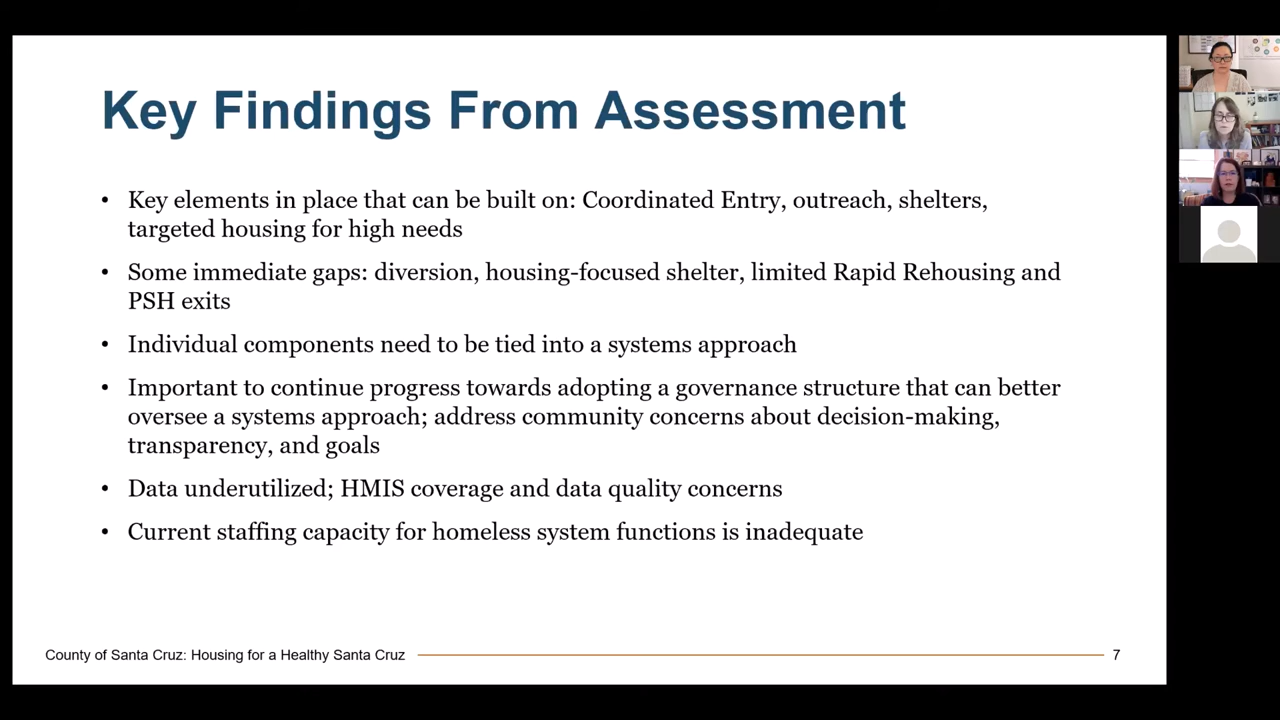 Key Findings From Assessment
• Key elements in place that can be built on: Coordinated Entry, outreach, shelters,
targeted housing for high needs
• Some immediate gaps: diversion, housing-focused shelter, limited Rapid Rehousing and
PSH exits
• Individual components need to be tied into a systems approach
• Important to continue progress towards adopting a governance structure that can better
oversee a systems approach; address community concerns about decision-making,
transparency, and goals
• Data underutilized; HMIS coverage and data quality concerns
• Current staffing capacity for homeless system functions is inadequate
County of Santa Cruz: Housing for a Healthy Santa Cruz
7